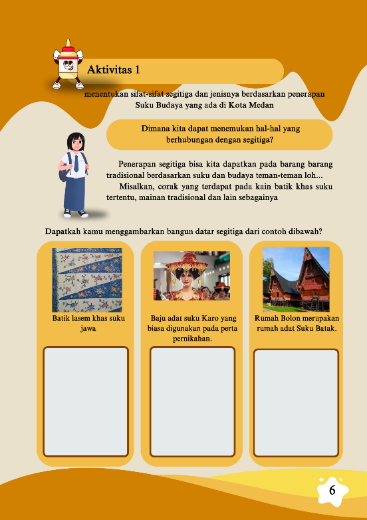 Aktivitas 1
menentukan sifat-sifat segitiga dan jenisnya berdasarkan penerapan
Suku Budaya yang ada di Kota Medan
Dimana kita dapat menemukan hal-hal yang
berhubungan dengan segitiga?
Penerapan segitiga bisa kita dapatkan pada barang barang
tradisional berdasarkan suku dan budaya teman-teman loh...
Misalkan, corak yang terdapat pada kain batik khas suku
tertentu, mainan tradisional dan lain sebagainya
Dapatkah kamu menggambarkan bangun datar segitiga dari contoh dibawah?
Batik lasem khas suku
jawa
Baju adat suku Karo yang
biasa digunakan pada perta
pernikahan.
Rumah Bolon merupakan
rumah adat Suku Batak.
6